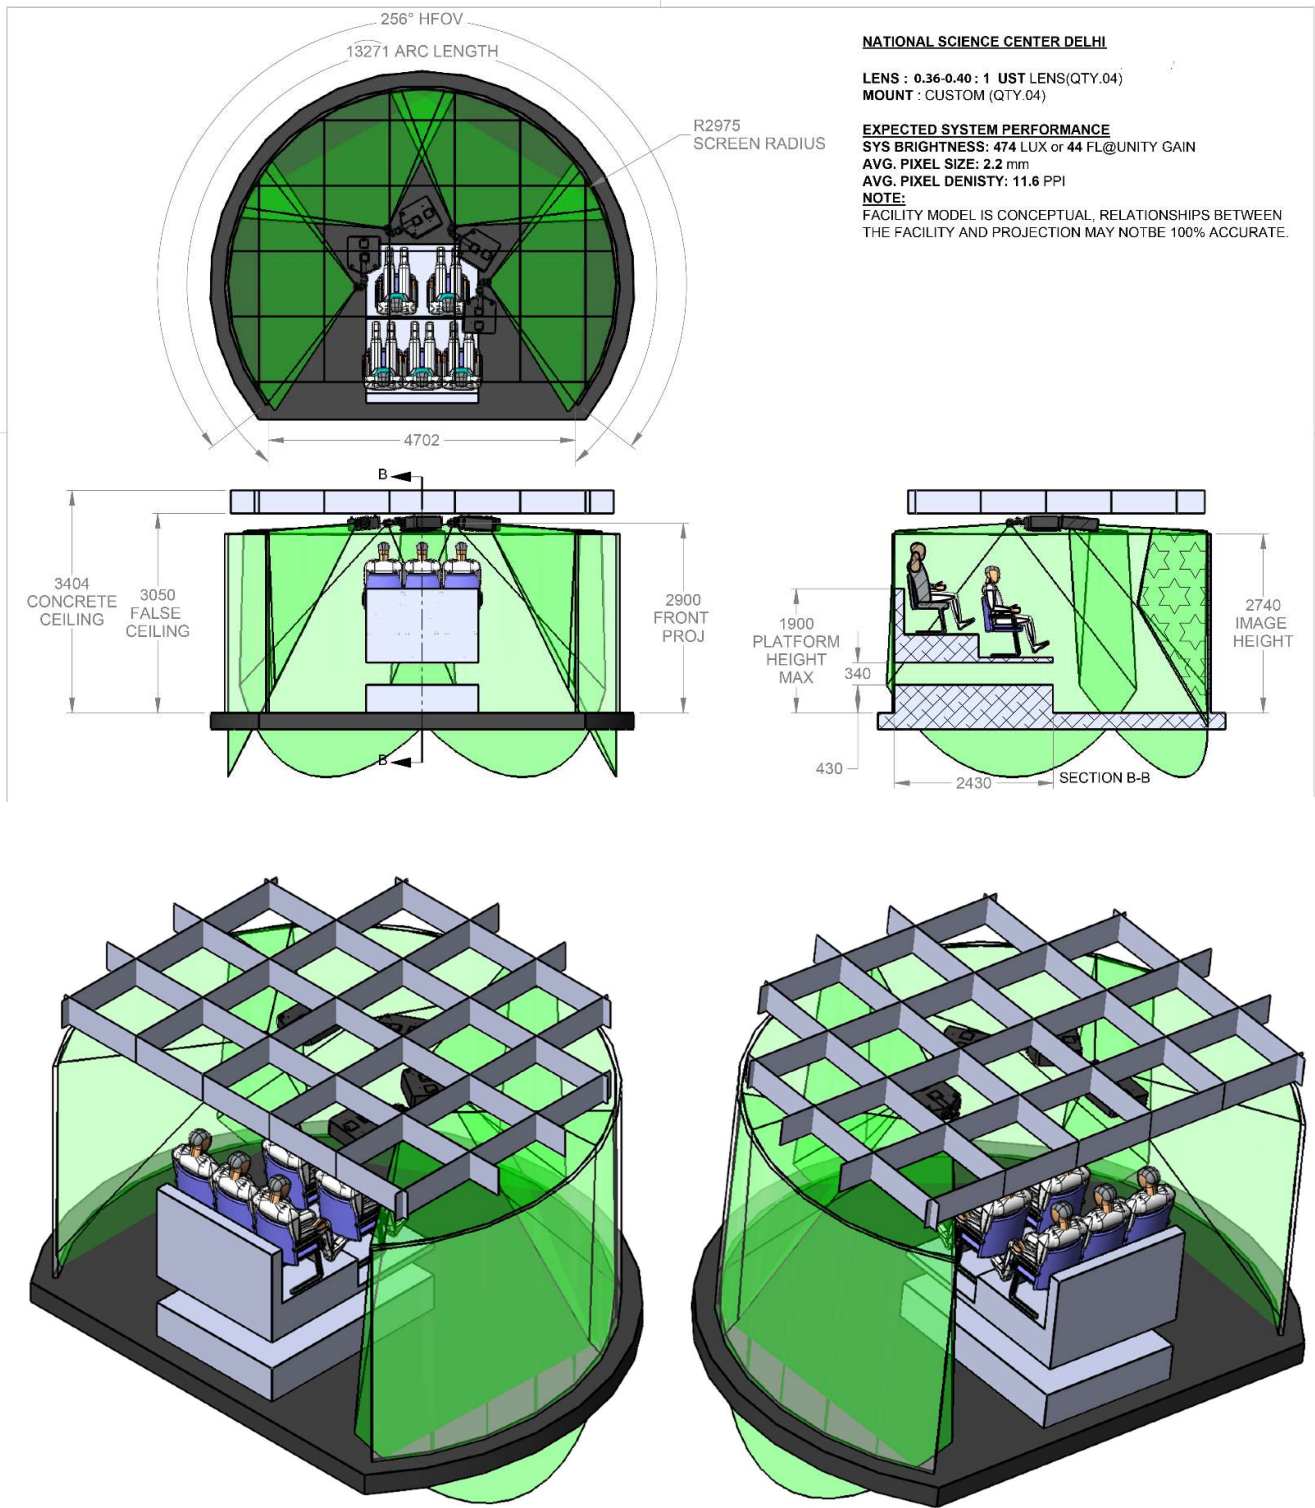 256° HFOV
13271 ARC LENGTH
R2975
SCREEN RADIUS
4702
NATIONAL SCIENCE CENTER DELHI
LENS : 0.36-0.40 : 1 UST LENS(QTY.04)
MOUNT : CUSTOM (QTY.04)
EXPECTED SYSTEM PERFORMANCE
SYS BRIGHTNESS: 474 LUX or 44 FL@UNITY GAIN
AVG. PIXEL SIZE: 2.2 mm
AVG. PIXEL DENISTY: 11.6 PPI
NOTE:
FACILITY MODEL IS CONCEPTUAL, RELATIONSHIPS BETWEEN
THE FACILITY AND PROJECTION MAY NOTBE 100% ACCURATE.
B
3404
CONCRETE
CEILING
3050
FALSE
CEILING
2900
FRONT
PROJ
B
1900
PLATFORM
HEIGHT
MAX
340
430
2430
2740
IMAGE
HEIGHT
SECTION B-B